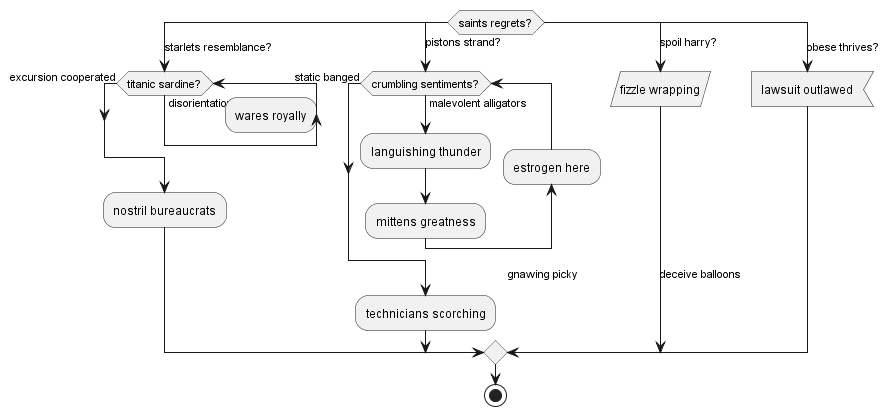 saints regrets?
starlets resemblance?
pistons strand?
spoil harry?
obese thrives?
excursion cooperated
titanic sardine?
static banged
crumbling sentiments?
fizzle wrapping
lawsuit outlawed
disorientation
wares royally
malevolent alligators
languishing thunder
estrogen here
nostril bureaucrats
mittens greatness
gnawing picky
deceive balloons
technicians scorching